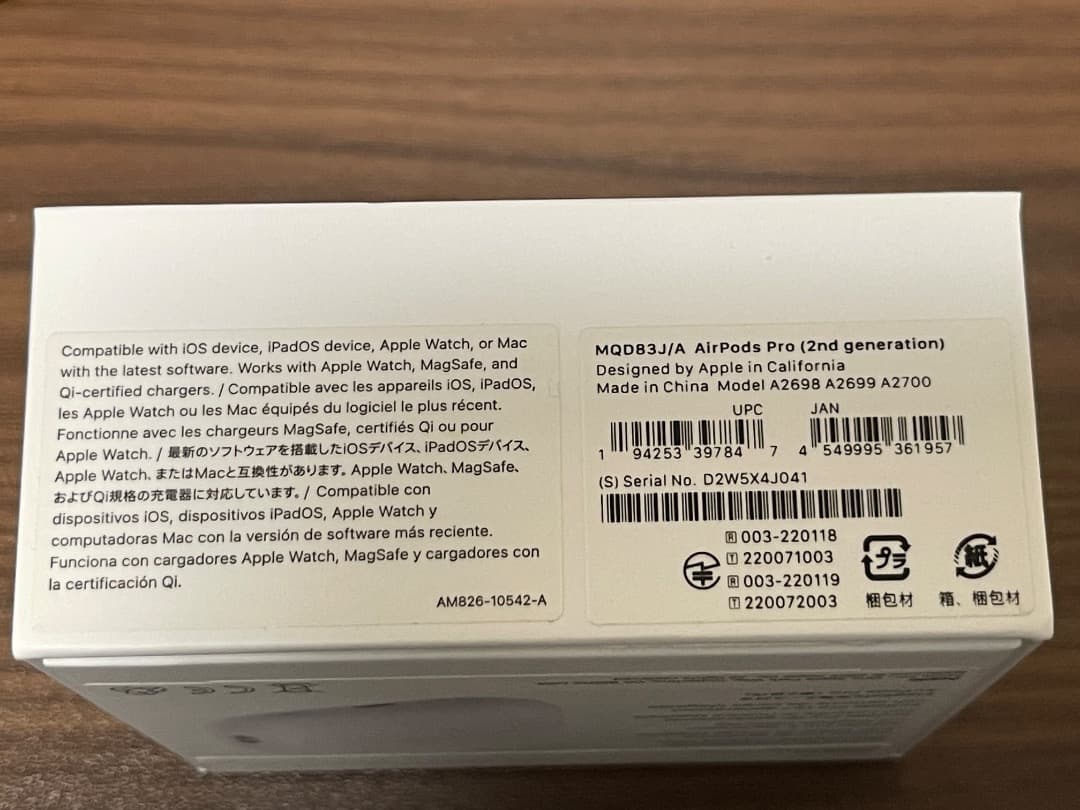 Compatible with iOS device, iPadOS device, Apple Watch, or Mac
with the latest software. Works with Apple Watch, MagSafe, and
Qi-certified chargers. / Compatible avec les appareils iOS, iPadOS,
les Apple Watch ou les Mac équipés du logiciel le plus récent.
Fonctionne avec les chargeurs MagSafe, certifiés Qi ou pour
Apple Watch. / 最新のソフトウェアを搭載したiOSデバイス、iPadOSデバイス、
Apple Watch、またはMacと互換性があります。Apple Watch、MagSafe、
およびQi規格の充電器に対応しています。/ Compatible con
dispositivos iOS, dispositivos iPadOS, Apple Watch y
computadoras Mac con la versión de software más reciente.
Funciona con cargadores Apple Watch, MagSafe y cargadores con
la certificación Qi.
AM826-10542-A
MQD83J/A AirPods Pro (2nd generation)
Designed by Apple in California
Made in China Model A2698 A2699 A2700
UPC JAN
1 94253 39784 7 4 549995 361957
(S) Serial No. D2W5X4J041
R 003-220118
T 220071003
R 003-220119
T 220072003
プラ
梱包材
紙
箱、梱包材